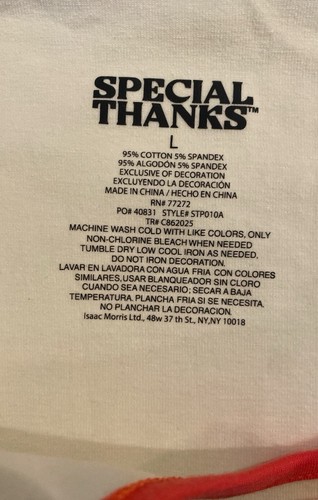 SPECIAL
THANKS™
L
95% COTTON 5% SPANDEX
95% ALGODÓN 5% SPANDEX
EXCLUSIVE OF DECORATION
EXCLUYENDO LA DECORACIÓN
MADE IN CHINA / HECHO EN CHINA
RN# 77272
PO# 40831 STYLE# STP010A
TR# C862025
MACHINE WASH COLD WITH LIKE COLORS, ONLY
NON-CHLORINE BLEACH WHEN NEEDED
TUMBLE DRY LOW COOL IRON AS NEEDED.
DO NOT IRON DECORATION.
LAVAR EN LAVADORA CON AGUA FRIA CON COLORES
SIMILARES,USAR BLANQUEADOR SIN CLORO
CUANDO SEA NECESARIO; SECAR A BAJA
TEMPERATURA. PLANCHA FRIA SI SE NECESITA.
NO PLANCHAR LA DECORACION.
Isaac Morris Ltd., 48w 37 th St., NY,NY 10018